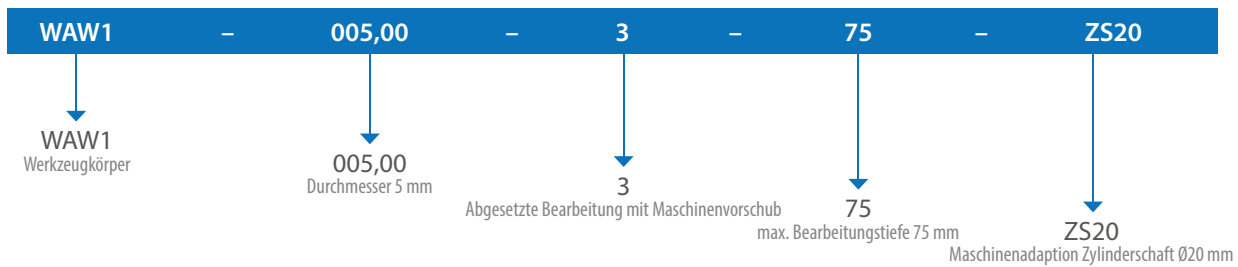 WAW1 – 005,00 – 3 – 75 – ZS20
WAW1
Werkzeugkörper
005,00
Durchmesser 5 mm
3
Abgesetzte Bearbeitung mit Maschinenvorschub
75
max. Bearbeitungstiefe 75 mm
ZS20
Maschinenadaption Zylinderschaft Ø20 mm